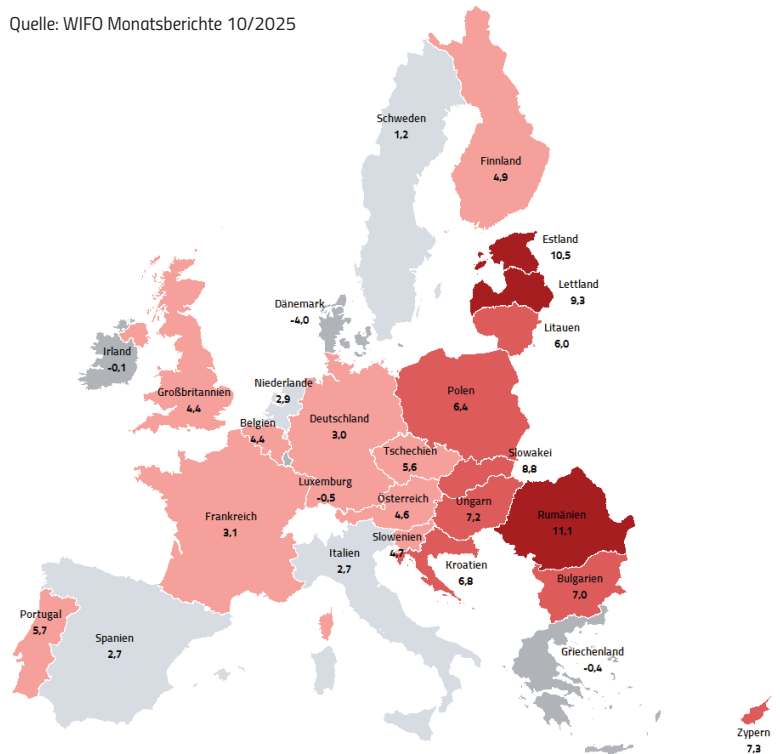 Quelle: WIFO Monatsberichte 10/2025
Schweden
1,2
Finnland
4,9
Estland
10,5
Lettland
9,3
Dänemark
-4,0
Litauen
6,0
Irland
-0,1
Großbritannien
4,4
Niederlande
2,9
Polen
6,4
Deutschland
3,0
Belgien
4,4
Tschechien
5,6
Slowakei
8,8
Luxemburg
-0,5
Österreich
4,6
Ungarn
7,2
Frankreich
3,1
Rumänien
11,1
Slowenien
4,7
Italien
2,7
Kroatien
6,8
Bulgarien
7,0
Portugal
5,7
Spanien
2,7
Griechenland
-0,4
Zypern
7,3